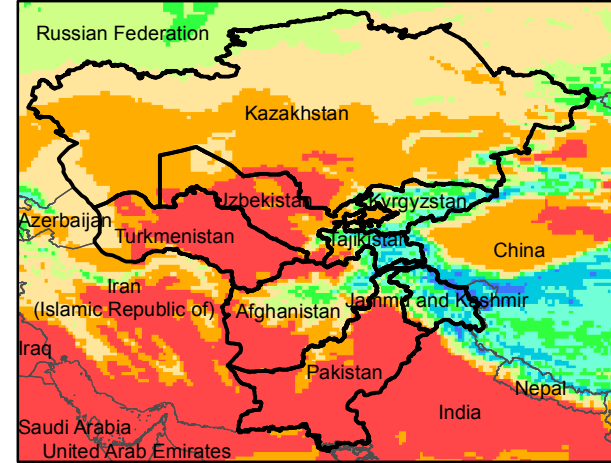 Russian Federation
Kazakhstan
Uzbekistan
Kyrgyzstan
Azerbaijan
Turkmenistan
Tajikistan
China
Iran
(Islamic Republic of)
Afghanistan
Jammu and Kashmir
Iraq
Pakistan
Nepal
India
Saudi Arabia
United Arab Emirates